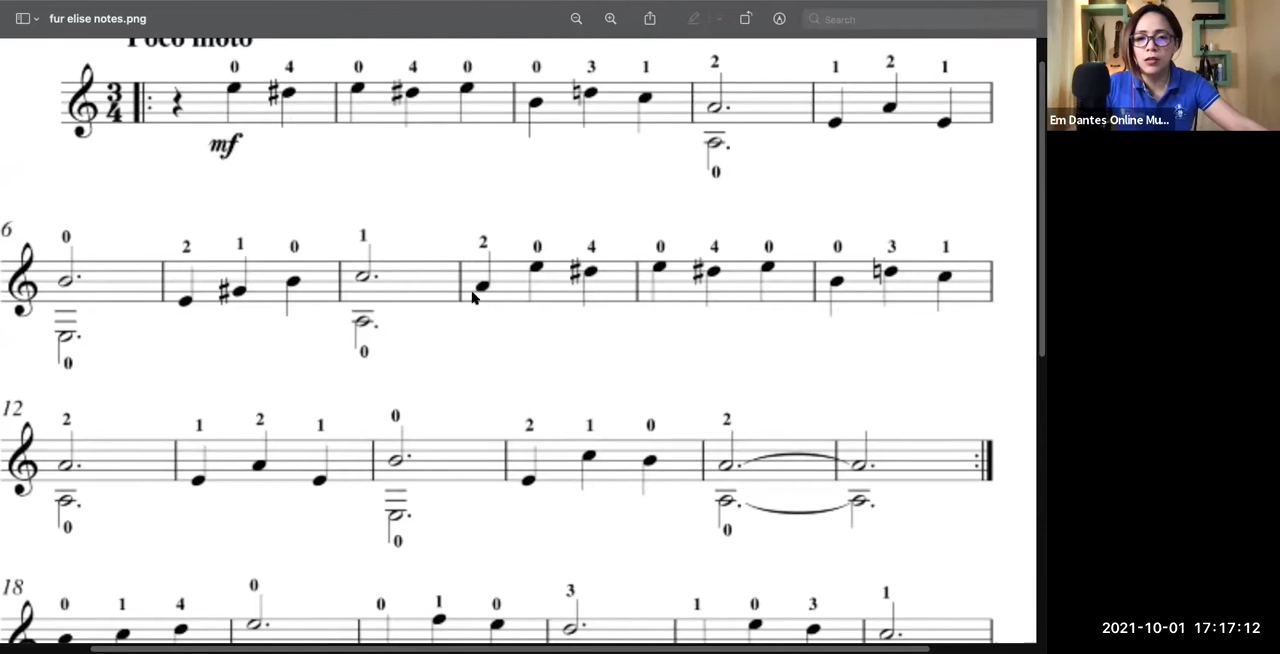 fur elise notes.png
Search
Poco moto
0 4 0 4 0 0 3 1 2 1 2 1
3
4
mf
0
Em Dantes Online Mu...
6
0 2 1 0 1 2 0 4 0 4 0 0 3 1
0 0
12
2 1 2 1 0 2 1 0 2
0 0 0
18
0 1 4 0 0 1 0 3 1 0 3 1
2021-10-01 17:17:12